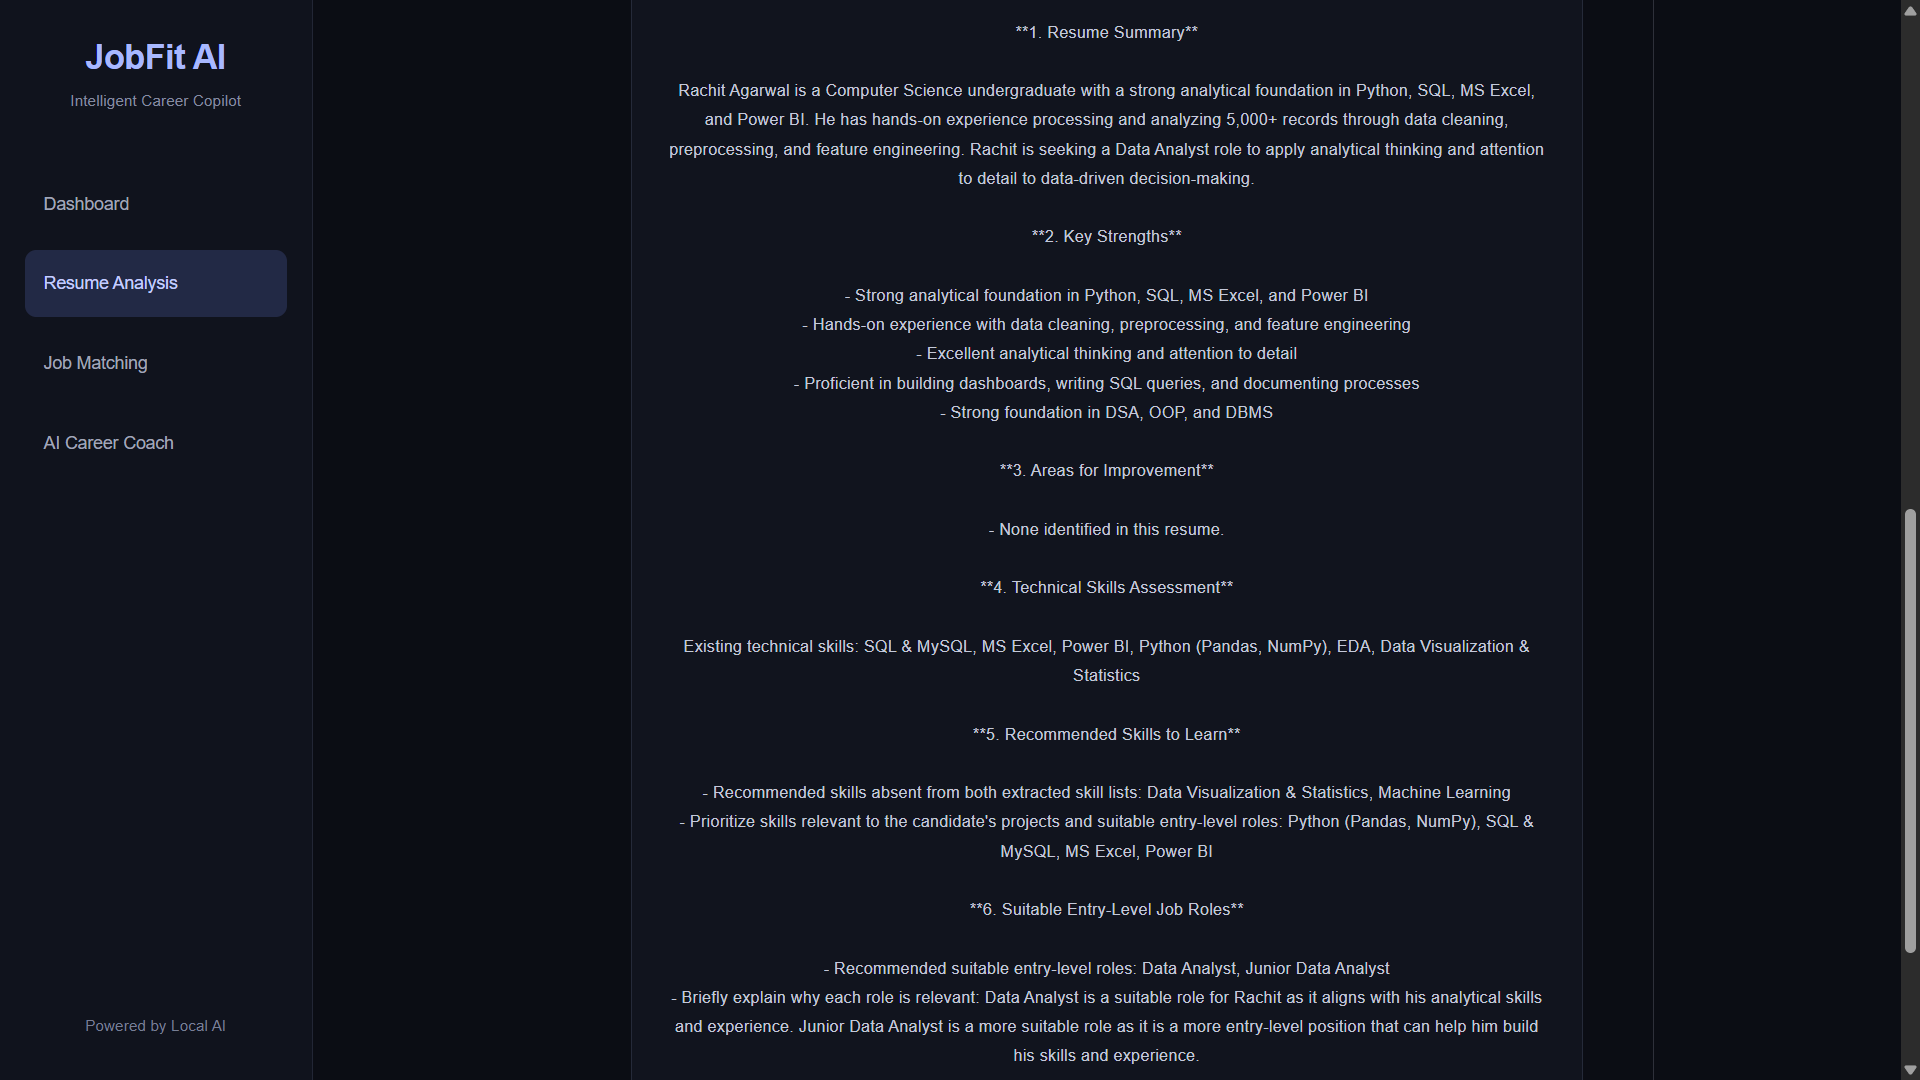 JobFit AI
Intelligent Career Copilot
Dashboard
Resume Analysis
Job Matching
AI Career Coach
Powered by Local AI
**1. Resume Summary**
Rachit Agarwal is a Computer Science undergraduate with a strong analytical foundation in Python, SQL, MS Excel,
and Power BI. He has hands-on experience processing and analyzing 5,000+ records through data cleaning,
preprocessing, and feature engineering. Rachit is seeking a Data Analyst role to apply analytical thinking and attention
to detail to data-driven decision-making.
**2. Key Strengths**
- Strong analytical foundation in Python, SQL, MS Excel, and Power BI
- Hands-on experience with data cleaning, preprocessing, and feature engineering
- Excellent analytical thinking and attention to detail
- Proficient in building dashboards, writing SQL queries, and documenting processes
- Strong foundation in DSA, OOP, and DBMS
**3. Areas for Improvement**
- None identified in this resume.
**4. Technical Skills Assessment**
Existing technical skills: SQL & MySQL, MS Excel, Power BI, Python (Pandas, NumPy), EDA, Data Visualization &
Statistics
**5. Recommended Skills to Learn**
- Recommended skills absent from both extracted skill lists: Data Visualization & Statistics, Machine Learning
- Prioritize skills relevant to the candidate's projects and suitable entry-level roles: Python (Pandas, NumPy), SQL &
MySQL, MS Excel, Power BI
**6. Suitable Entry-Level Job Roles**
- Recommended suitable entry-level roles: Data Analyst, Junior Data Analyst
- Briefly explain why each role is relevant: Data Analyst is a suitable role for Rachit as it aligns with his analytical skills
and experience. Junior Data Analyst is a more suitable role as it is a more entry-level position that can help him build
his skills and experience.